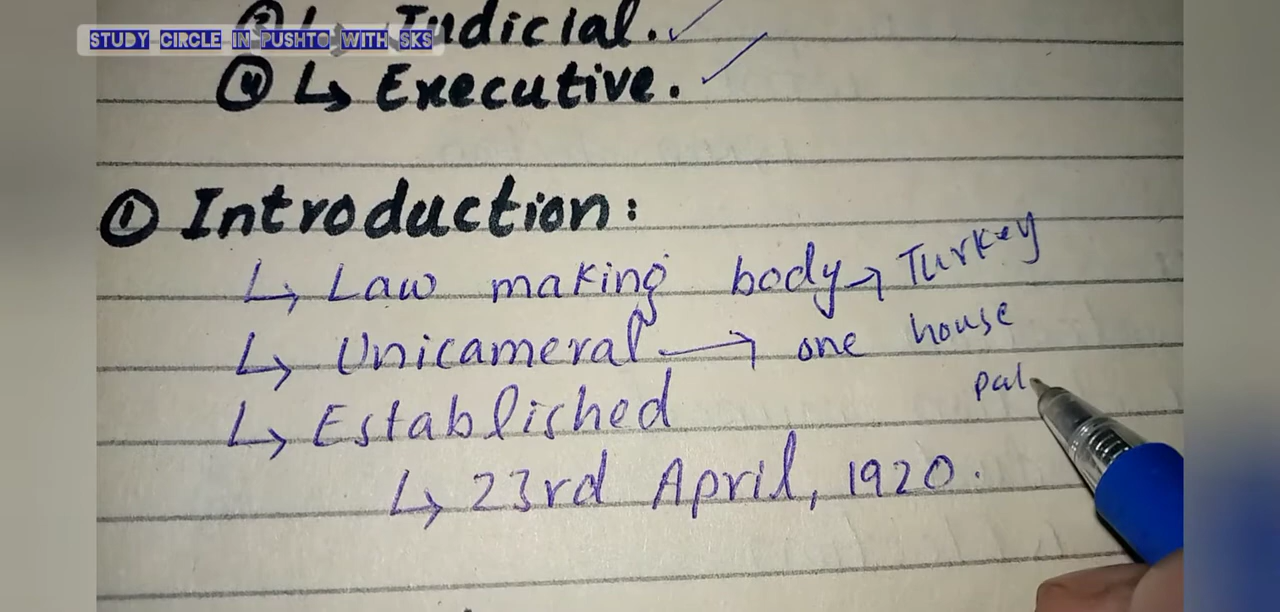 STUDY CIRCLE IN PUSHTO WITH SKS
③ ↳ Judicial.
④ ↳ Executive.
① Introduction:
↳ Law making body → Turkey
↳ Unicameral → one house
pal
↳ Established
↳ 23rd April, 1920.